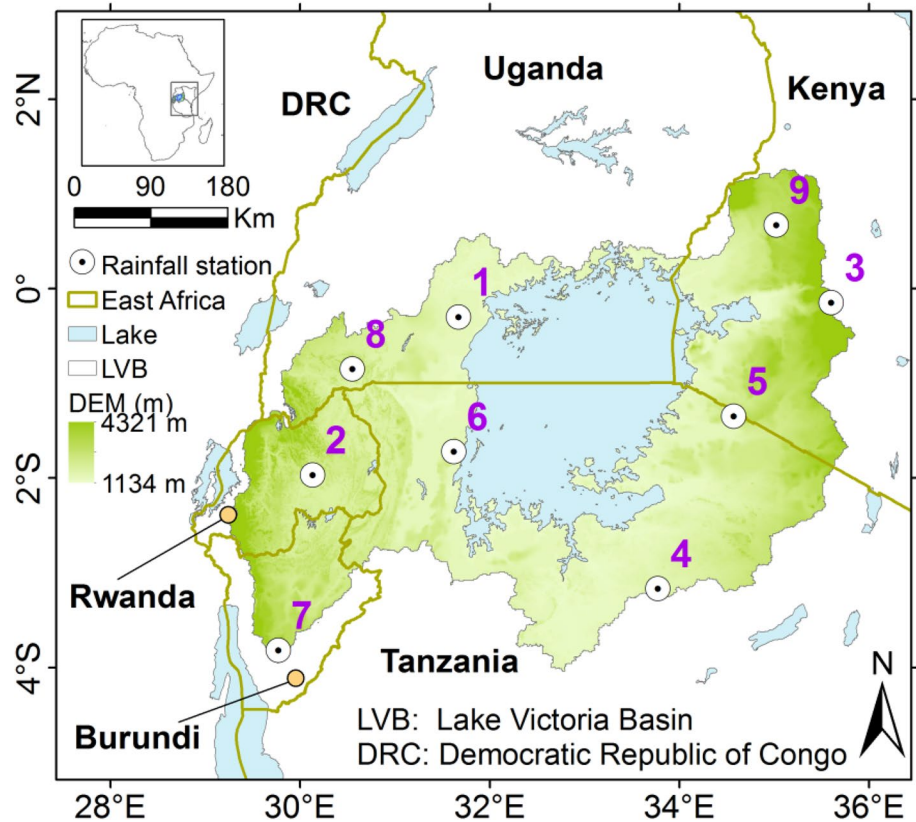 Uganda
DRC
Kenya
2°N
0 90 180
Km
Rainfall station
East Africa
Lake
LVB
DEM (m)
4321 m
1134 m
9
3
1
0°
8
5
6
2
2°S
4
Rwanda
7
4°S
Tanzania
N
Burundi
LVB: Lake Victoria Basin
DRC: Democratic Republic of Congo
28°E 30°E 32°E 34°E 36°E